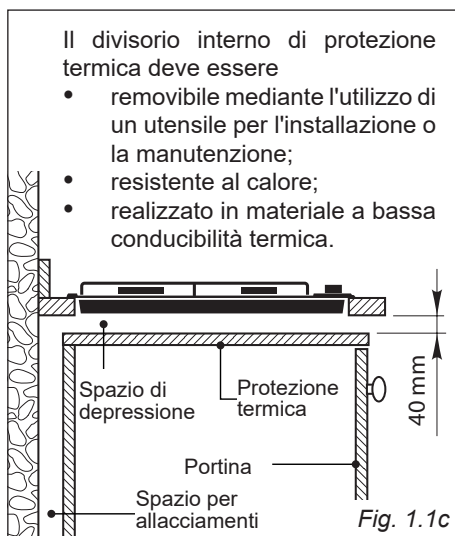 Il divisorio interno di protezione
termica deve essere
• removibile mediante l'utilizzo di
un utensile per l'installazione o
la manutenzione;
• resistente al calore;
• realizzato in materiale a bassa
conducibilità termica.
Spazio di
depressione
Protezione
termica
40 mm
Portina
Spazio per
allacciamenti
Fig. 1.1c